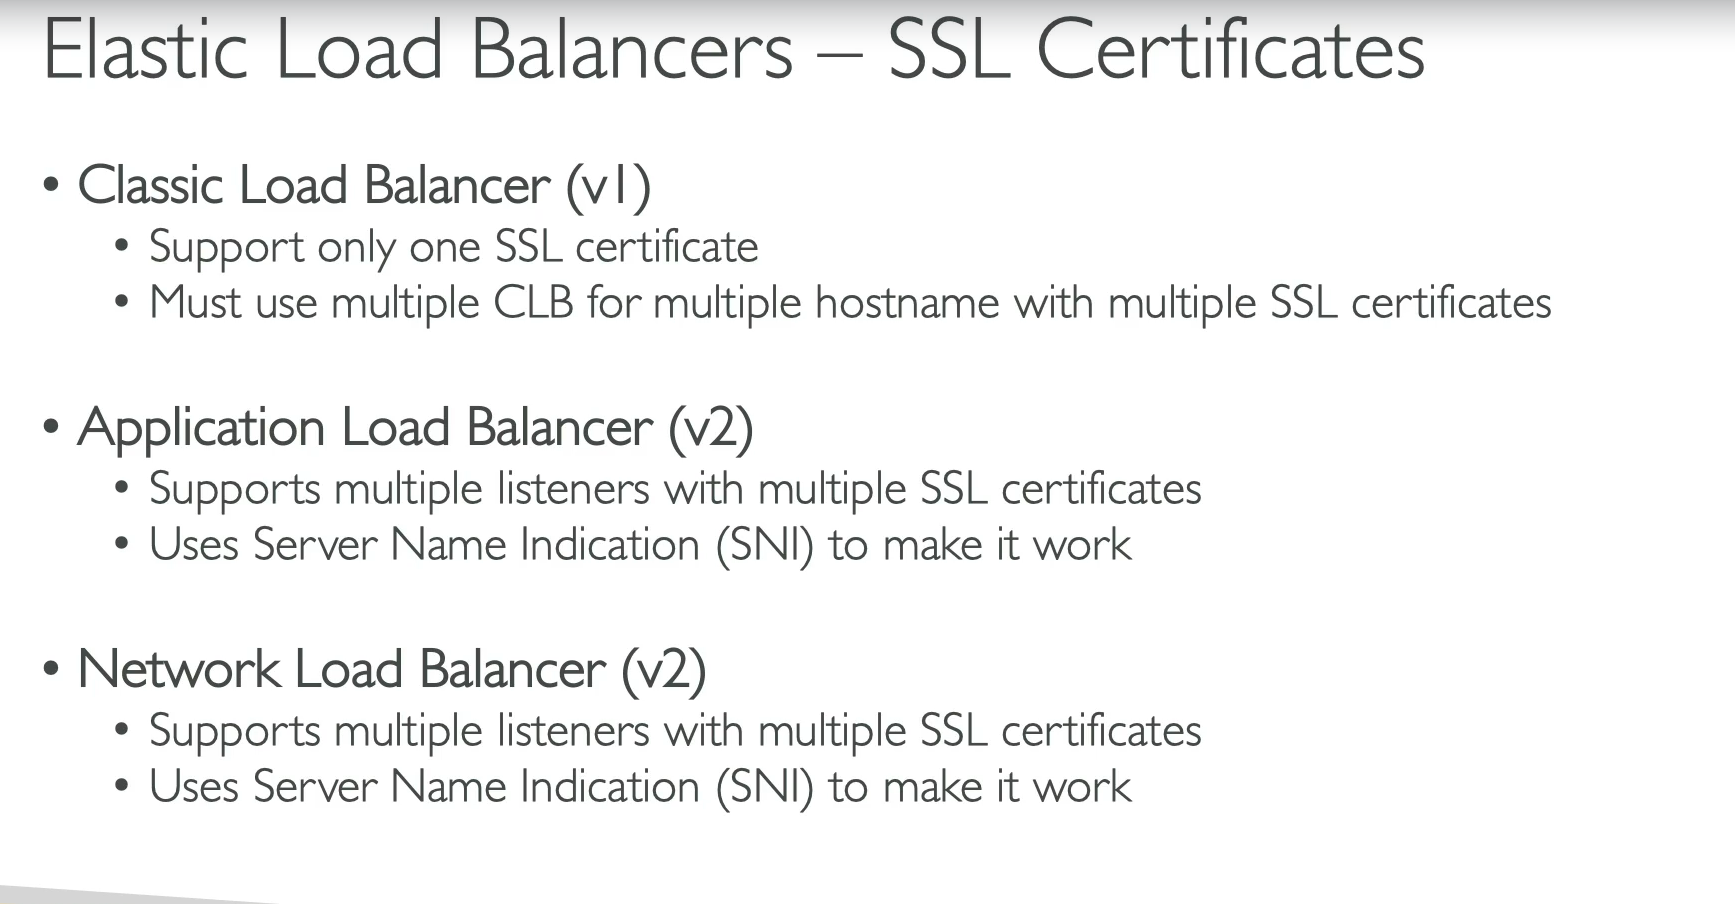 Elastic Load Balancers – SSL Certificates
• Classic Load Balancer (v1)
• Support only one SSL certificate
• Must use multiple CLB for multiple hostname with multiple SSL certificates
• Application Load Balancer (v2)
• Supports multiple listeners with multiple SSL certificates
• Uses Server Name Indication (SNI) to make it work
• Network Load Balancer (v2)
• Supports multiple listeners with multiple SSL certificates
• Uses Server Name Indication (SNI) to make it work